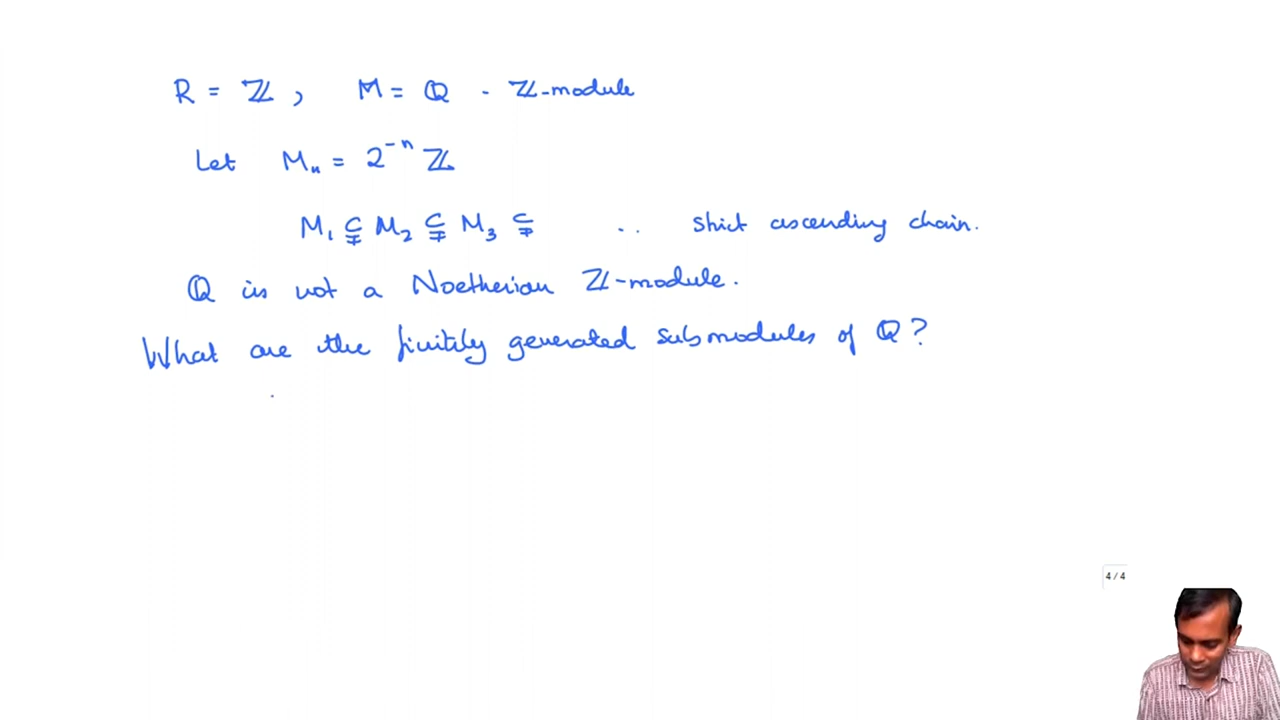 R = ℤ, M = ℚ - ℤ-module
Let Mₙ = 2⁻ⁿ ℤ
M₁ ⊊ M₂ ⊊ M₃ ⊊ .. strict ascending chain.
ℚ is not a Noetherian ℤ-module.
What are the finitely generated submodules of ℚ?
4 / 4